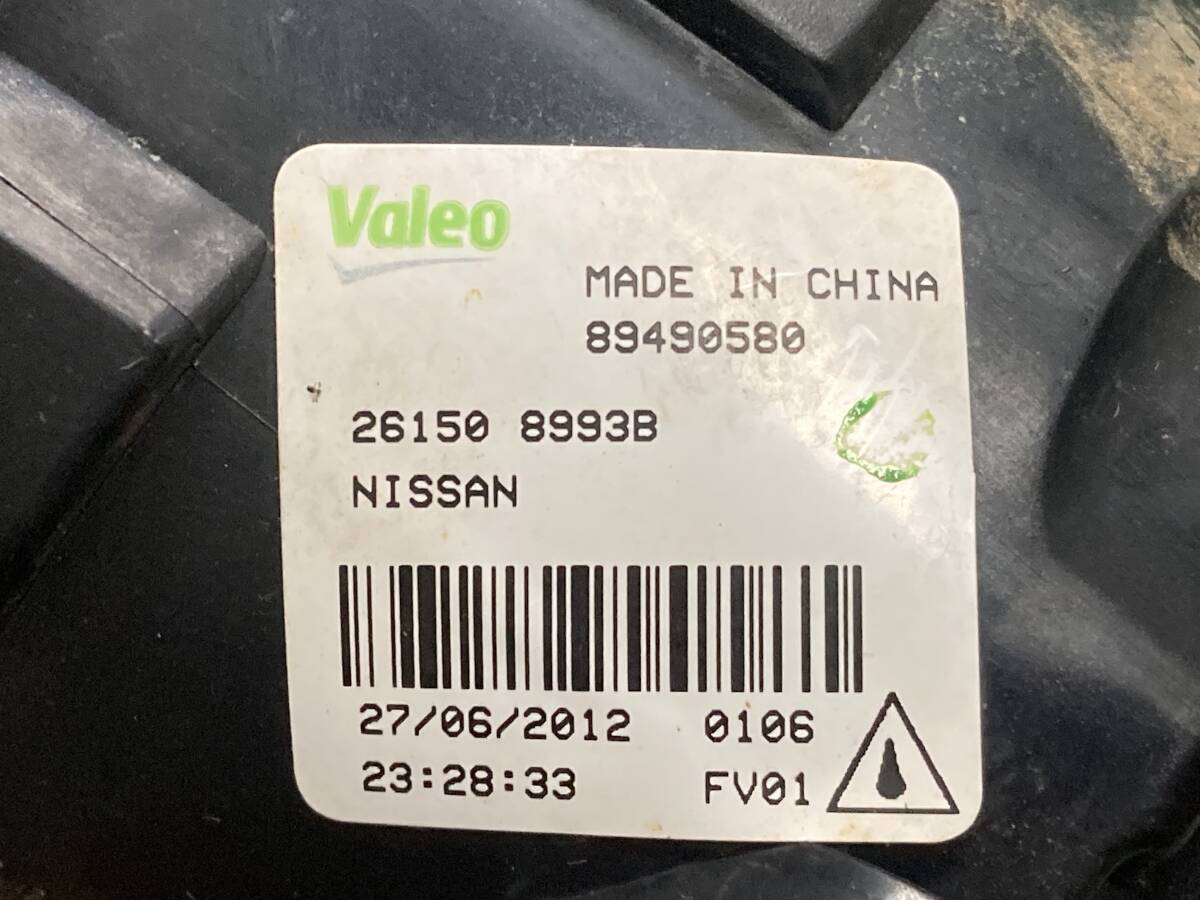 Valeo
MADE IN CHINA
89490580
26150 8993B
NISSAN
27/06/2012 0106
23:28:33 FV01